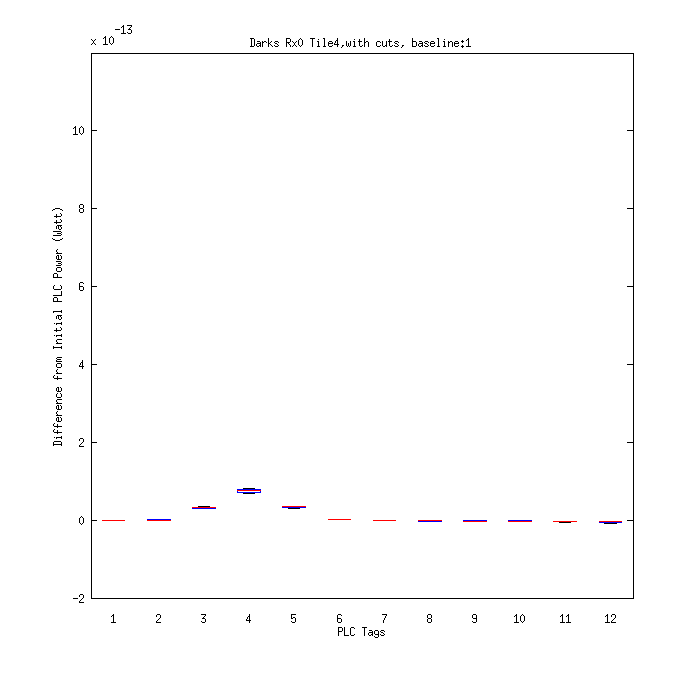 x 10-13
Darks Rx0 Tile4,with cuts, baseline:1
10
8
6
4
2
0
-2
Difference from Initial PLC Power (Watt)
1 2 3 4 5 6 7 8 9 10 11 12
PLC Tags